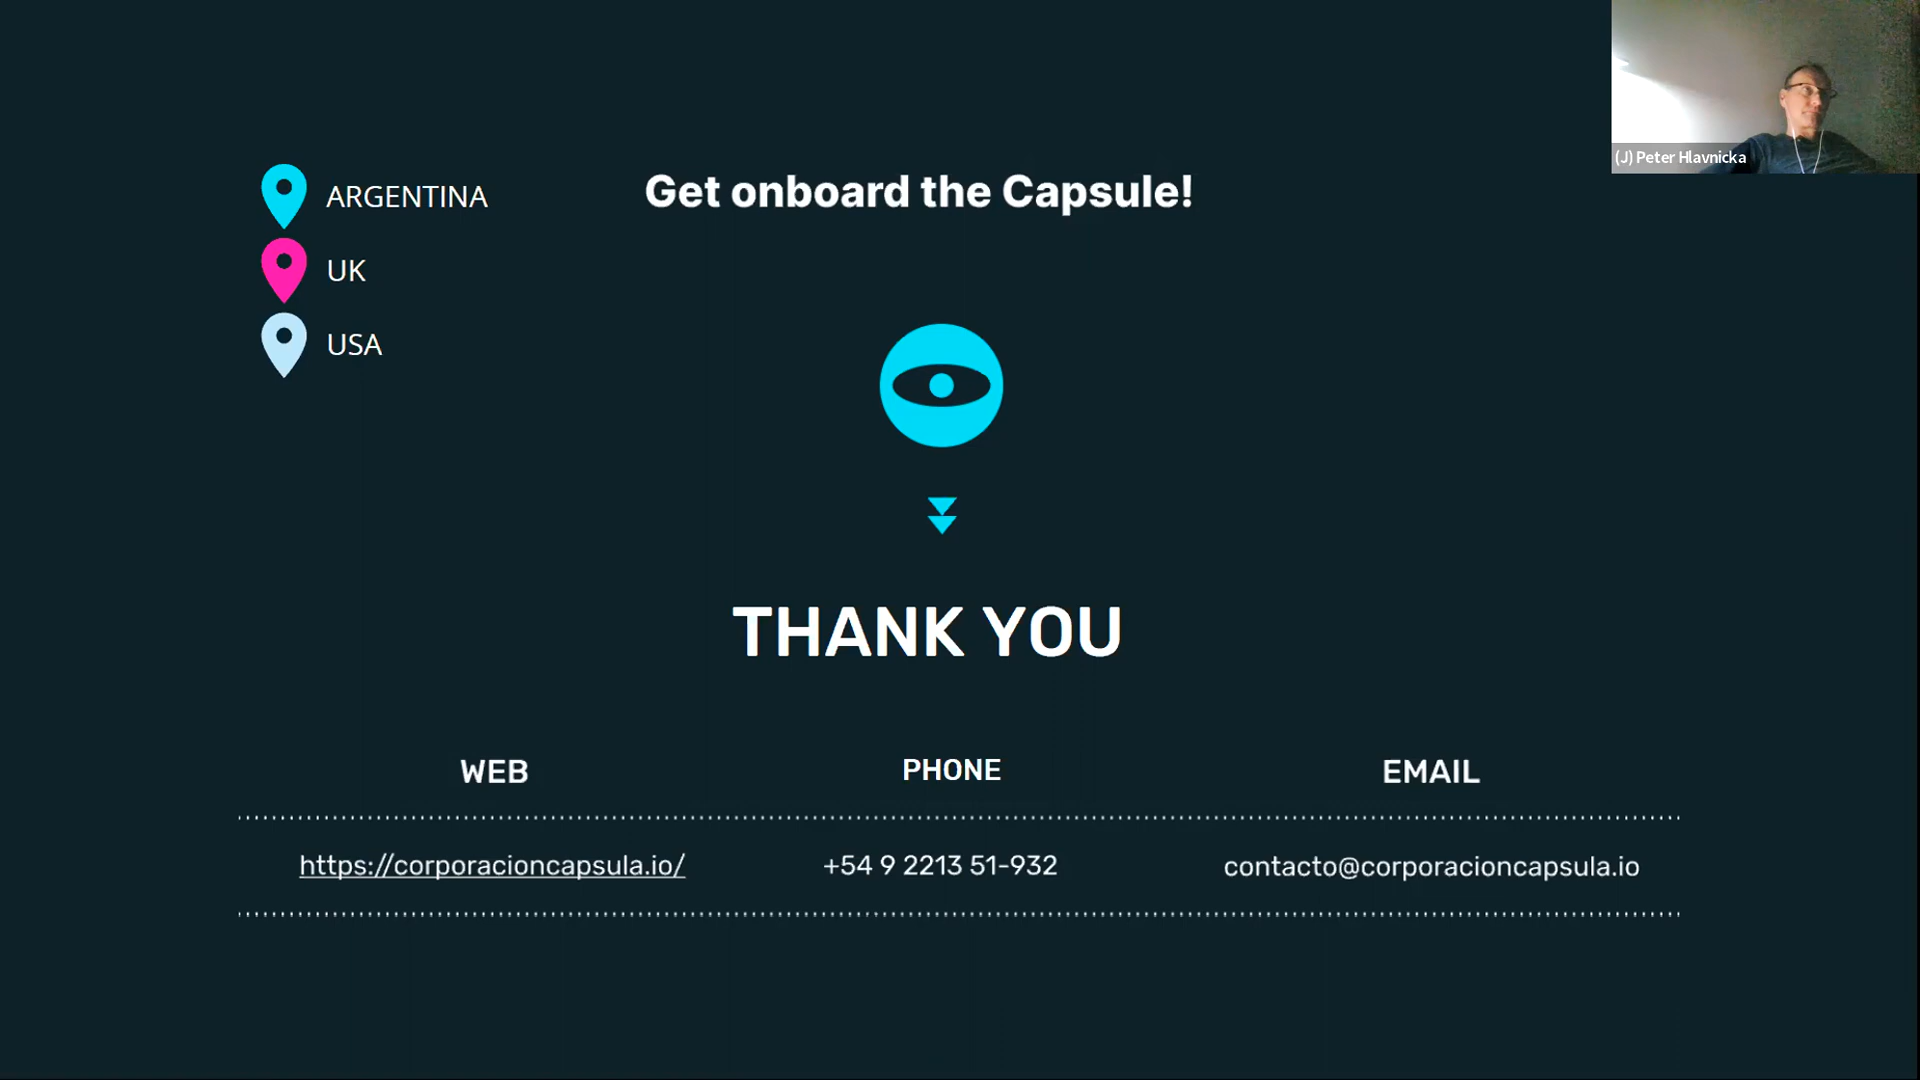 (J) Peter Hlavnicka
ARGENTINA
UK
USA
Get onboard the Capsule!
THANK YOU
WEB
PHONE
EMAIL
https://corporacioncapsula.io/
+54 9 2213 51-932
contacto@corporacioncapsula.io